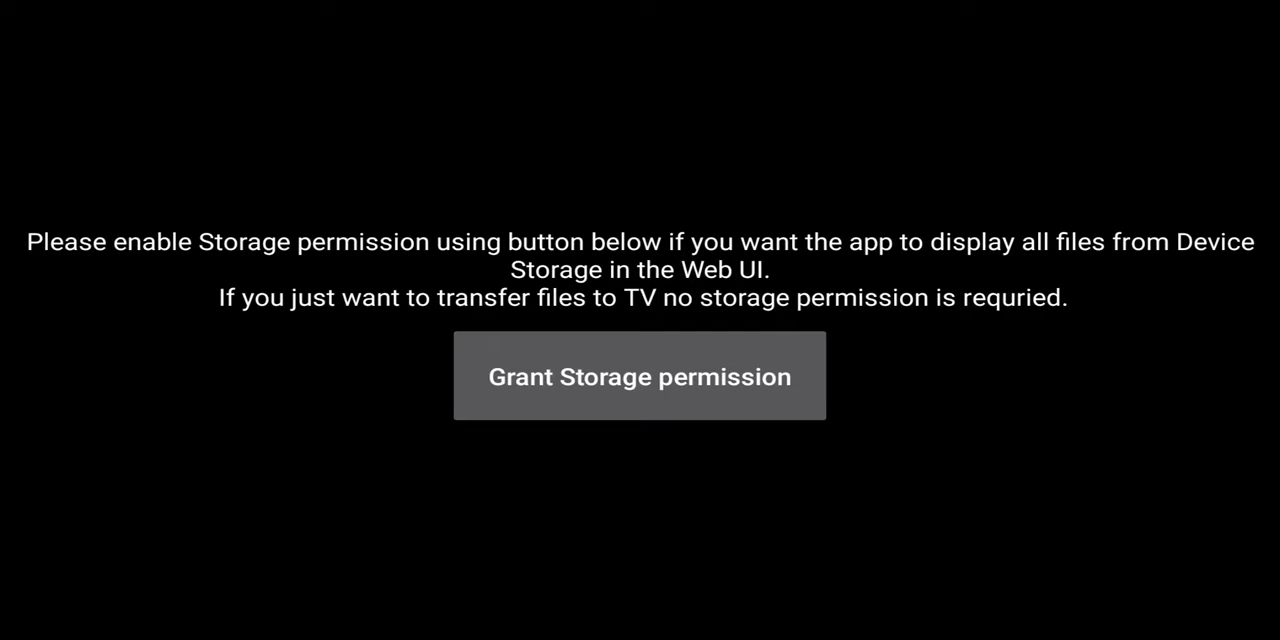 Please enable Storage permission using button below if you want the app to display all files from Device
Storage in the Web UI.
If you just want to transfer files to TV no storage permission is requried.
Grant Storage permission